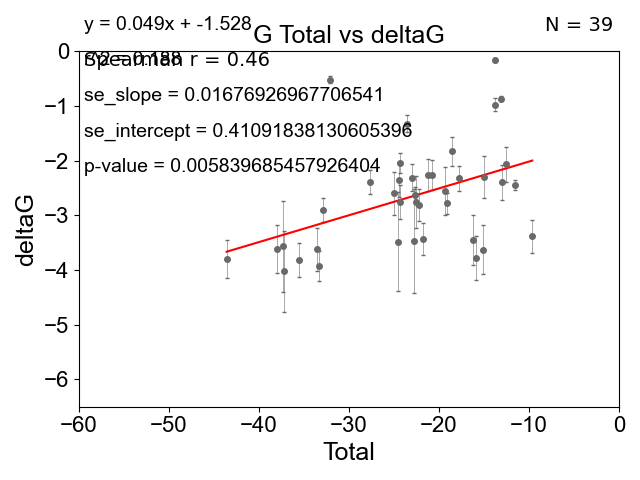 y = 0.049x + -1.528
N = 39
G Total vs deltaG
Spearman r = 0.46
se_slope = 0.01676926967706541
se_intercept = 0.41091838130605396
p-value = 0.005839685457926404
0
−1
−2
−3
−4
−5
−6
deltaG
−60 −50 −40 −30 −20 −10 0
Total